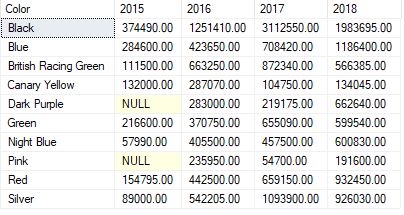 Color 2015 2016 2017 2018
Black 374490.00 1251410.00 3112550.00 1983695.00
Blue 284600.00 423650.00 708420.00 1186400.00
British Racing Green 111500.00 663250.00 872340.00 566385.00
Canary Yellow 132000.00 287070.00 104750.00 134045.00
Dark Purple NULL 283000.00 219175.00 662640.00
Green 216600.00 370750.00 655090.00 599540.00
Night Blue 57990.00 405500.00 457500.00 600830.00
Pink NULL 235950.00 54700.00 191600.00
Red 154795.00 442500.00 659150.00 932450.00
Silver 89000.00 542205.00 1093900.00 926030.00